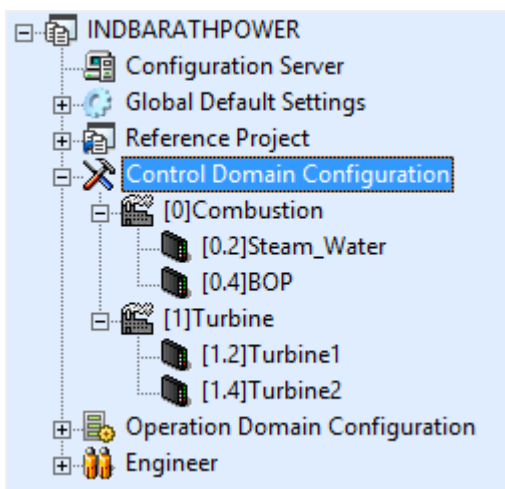 INDBARATHPOWER
Configuration Server
Global Default Settings
Reference Project
Control Domain Configuration
[0]Combustion
[0.2]Steam_Water
[0.4]BOP
[1]Turbine
[1.2]Turbine1
[1.4]Turbine2
Operation Domain Configuration
Engineer